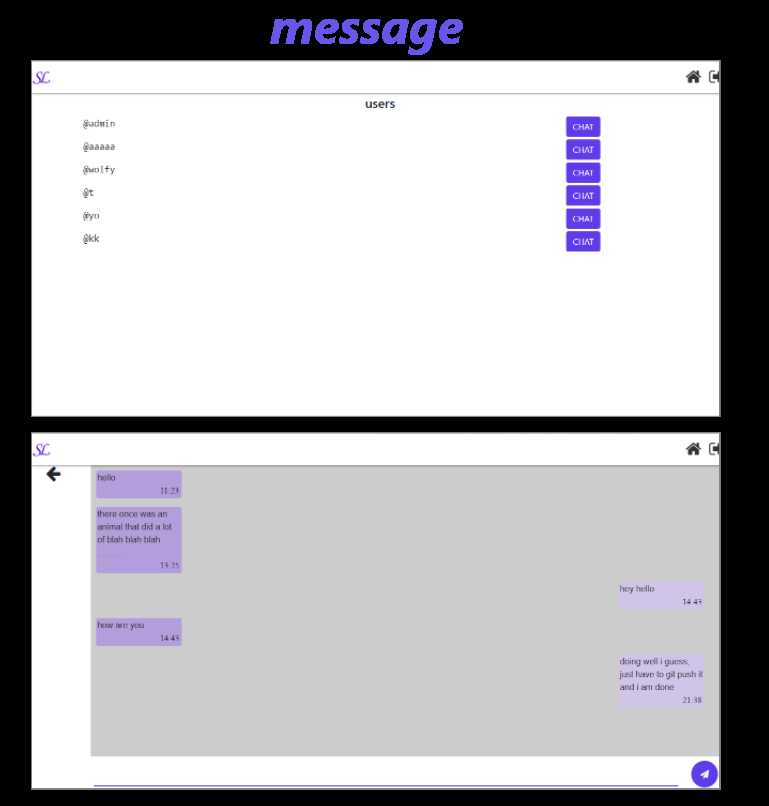 message
SL
users
@admin CHAT
@aaaaa CHAT
@wolfy CHAT
@t CHAT
@yo CHAT
@kk CHAT
SL
hello
11:23
there once was an
animal that did a lot
of blah blah blah
........
13:25
hey hello
14:43
how are you
14:43
doing well i guess,
just have to git push it
and i am done
21:38